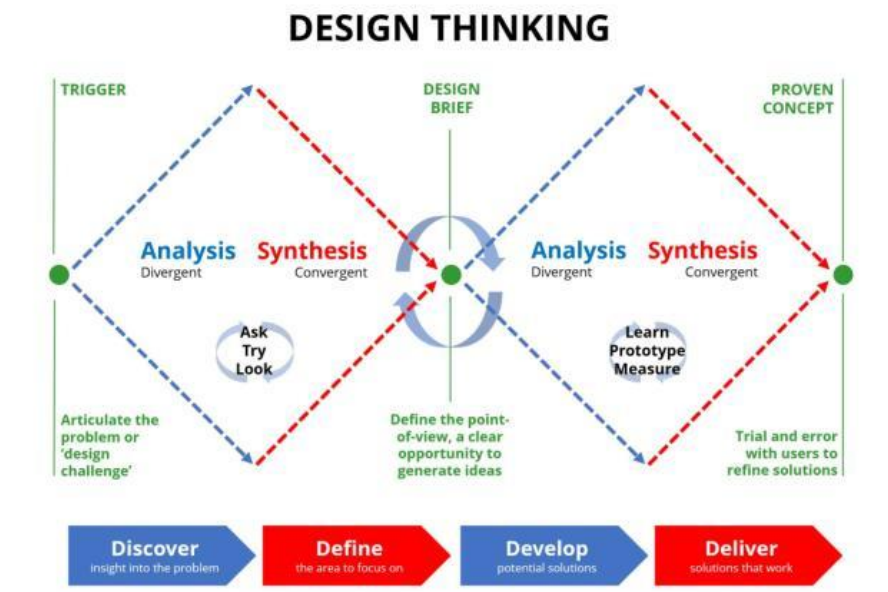 DESIGN THINKING
TRIGGER
DESIGN
BRIEF
PROVEN
CONCEPT
Analysis
Divergent
Synthesis
Convergent
Analysis
Divergent
Synthesis
Convergent
Ask
Try
Look
Learn
Prototype
Measure
Articulate the
problem or
‘design
challenge’
Define the point-
of-view, a clear
opportunity to
generate ideas
Trial and error
with users to
refine solutions
Discover
insight into the problem
Define
the area to focus on
Develop
potential solutions
Deliver
solutions that work